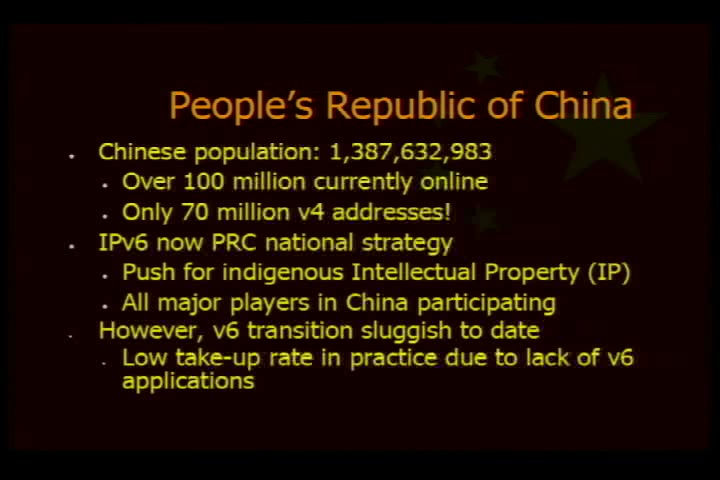 People's Republic of China
Chinese population: 1,387,632,983
Over 100 million currently online
Only 70 million v4 addresses!
IPv6 now PRC national strategy
Push for indigenous Intellectual Property (IP)
All major players in China participating
However, v6 transition sluggish to date
Low take-up rate in practice due to lack of v6
applications